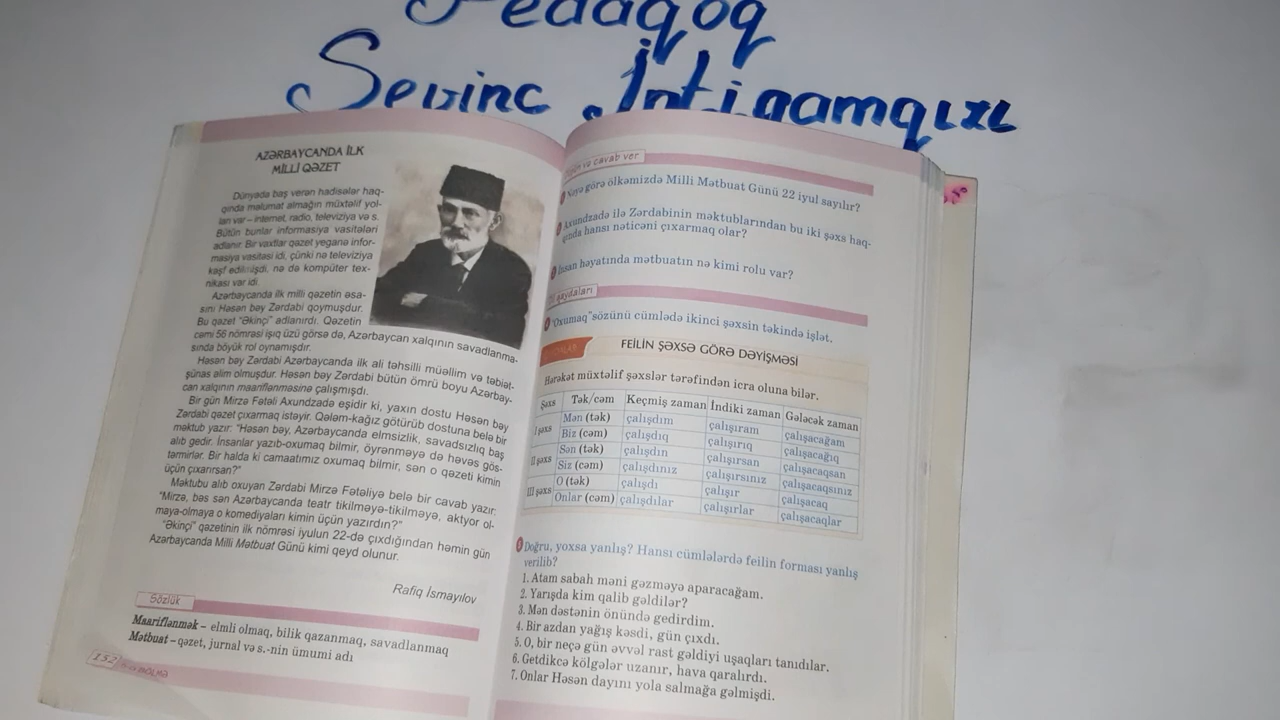 Pedaqoq
Sevinc İntiqamqızı
AZƏRBAYCANDA İLK
MİLLİ QƏZET
Dünyada baş verən hadisələr haq-
qında məlumat almağın müxtəlif yol-
ları var – internet, radio, televiziya və s.
Bütün bunlar informasiya vasitələri
adlanır. Bir vaxtlar qəzet yeganə infor-
masiya vasitəsi idi, çünki nə televiziya
kəşf edilmişdi, nə də kompüter tex-
nikası var idi.
Azərbaycanda ilk milli qəzetin əsa-
sını Həsən bəy Zərdabi qoymuşdur.
Bu qəzet "Əkinçi" adlanırdı. Qəzetin
cəmi 56 nömrəsi işıq üzü görsə də, Azərbaycan xalqının savadlanma-
sında böyük rol oynamışdır.
Həsən bəy Zərdabi Azərbaycanda ilk ali təhsilli müəllim və təbiət-
şünas alim olmuşdur. Həsən bəy Zərdabi bütün ömrü boyu Azərbay-
can xalqının maariflənməsinə çalışmışdı.
Bir gün Mirzə Fətəli Axundzadə eşidir ki, yaxın dostu Həsən bəy
Zərdabi qəzet çıxarmaq istəyir. Qələm-kağız götürüb dostuna belə bir
məktub yazır: "Həsən bəy, Azərbaycanda elmsizlik, savadsızlıq baş
alıb gedir. İnsanlar yazıb-oxumaq bilmir, öyrənməyə də həvəs gös-
tərmirlər. Bir halda ki camaatımız oxumaq bilmir, sən o qəzeti kimin
üçün çıxarırsan?"
Məktubu alıb oxuyan Zərdabi Mirzə Fətəliyə belə bir cavab yazır:
"Mirzə, bəs sən Azərbaycanda teatr tikilməyə-tikilməyə, aktyor ol-
maya-olmaya o komediyaları kimin üçün yazırdın?"
"Əkinçi" qəzetinin ilk nömrəsi iyulun 22-də çıxdığından həmin gün
Azərbaycanda Milli Mətbuat Günü kimi qeyd olunur.
Rafiq İsmayılov
Sözlük
Maariflənmək – elmli olmaq, bilik qazanmaq, savadlanmaq
Mətbuat – qəzet, jurnal və s.-nin ümumi adı
152
BÖLMƏ
və cavab ver
Nəyə görə ölkəmizdə Milli Mətbuat Günü 22 iyul sayılır?
Axundzadə ilə Zərdabinin məktublarından bu iki şəxs haq-
qında hansı nəticəni çıxarmaq olar?
İnsan həyatında mətbuatın nə kimi rolu var?
Dil qaydaları
"Oxumaq" sözünü cümlədə ikinci şəxsin təkində işlət.
FEİLİN ŞƏXSƏ GÖRƏ DƏYİŞMƏSİ
Hərəkət müxtəlif şəxslər tərəfindən icra oluna bilər.
Şəxs Tək/cəm Keçmiş zaman İndiki zaman Gələcək zaman
I şəxs Mən (tək) çalışdım çalışıram çalışacağam
Biz (cəm) çalışdıq çalışırıq çalışacağıq
II şəxs Sən (tək) çalışdın çalışırsan çalışacaqsan
Siz (cəm) çalışdınız çalışırsınız çalışacaqsınız
III şəxs O (tək) çalışdı çalışır çalışacaq
Onlar (cəm) çalışdılar çalışırlar çalışacaqlar
Doğru, yoxsa yanlış? Hansı cümlələrdə feilin forması yanlış
verilib?
1. Atam sabah məni gəzməyə aparacağam.
2. Yarışda kim qalib gəldilər?
3. Mən dəstənin önündə gedirdim.
4. Bir azdan yağış kəsdi, gün çıxdı.
5. O, bir neçə gün əvvəl rast gəldiyi uşaqları tanıdılar.
6. Getdikcə kölgələr uzanır, hava qaralırdı.
7. Onlar Həsən dayını yola salmağa gəlmişdi.